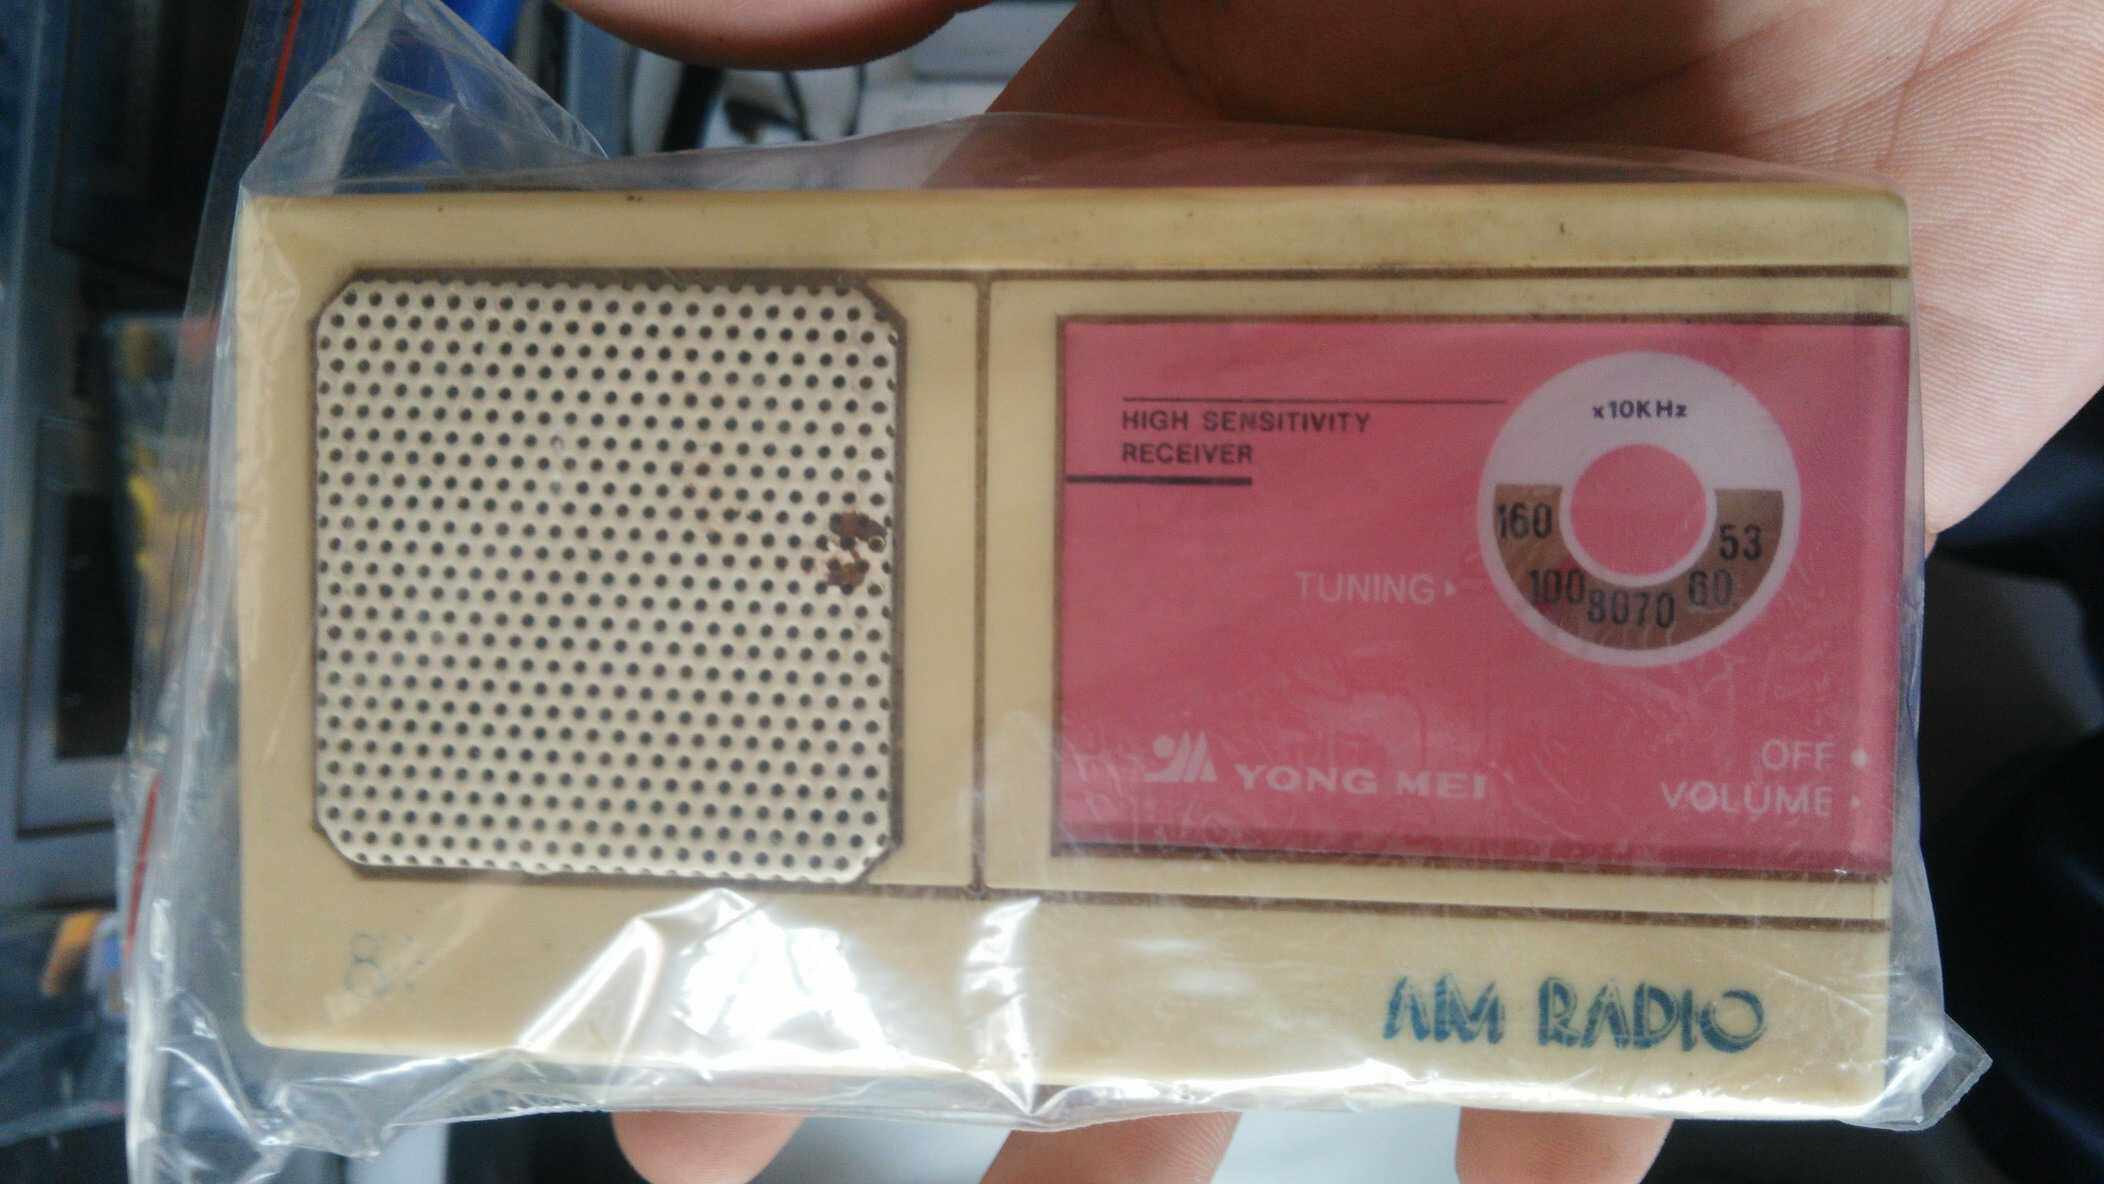 HIGH SENSITIVITY
RECEIVER
x10KHz
160 100 80 70 60 53
TUNING
YONG MEI
OFF
VOLUME
AM RADIO